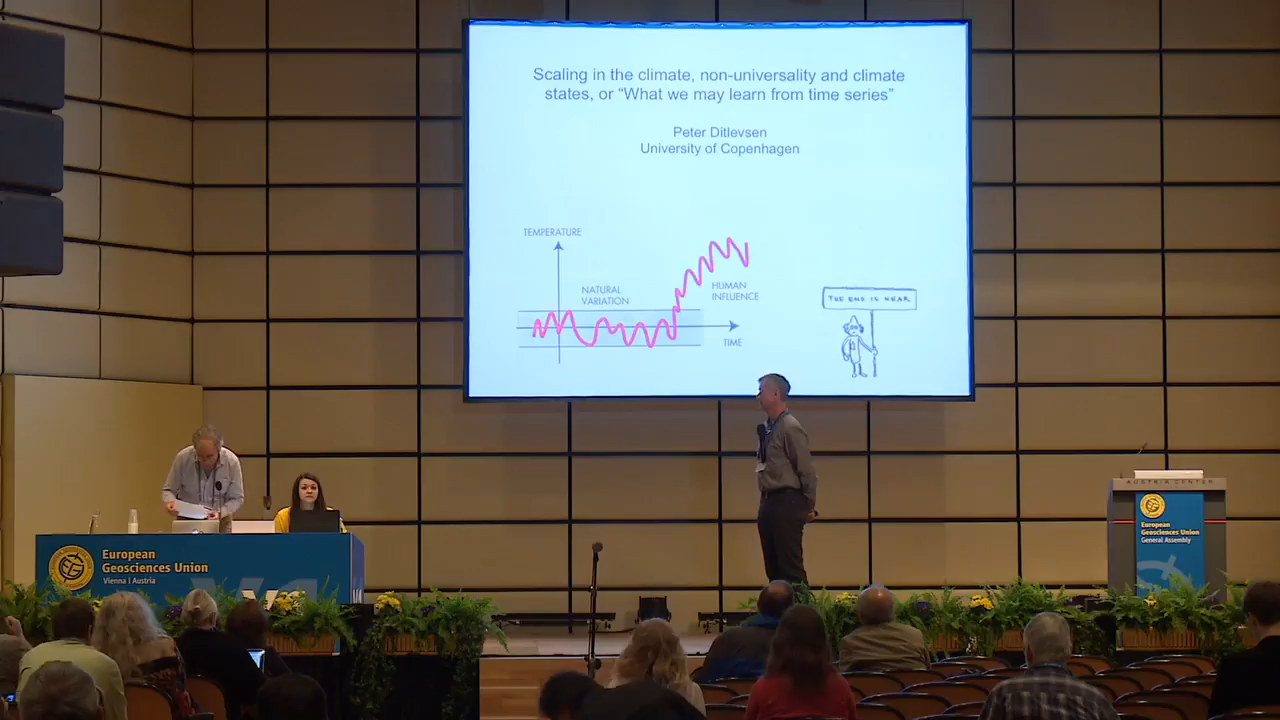 Scaling in the climate, non-universality and climate
states, or “What we may learn from time series”
Peter Ditlevsen
University of Copenhagen
TEMPERATURE
NATURAL
VARIATION
HUMAN
INFLUENCE
TIME
THE END IS NEAR
European
Geosciences Union
Vienna | Austria
AUSTRIA CENTER
European
Geosciences Union
General Assembly